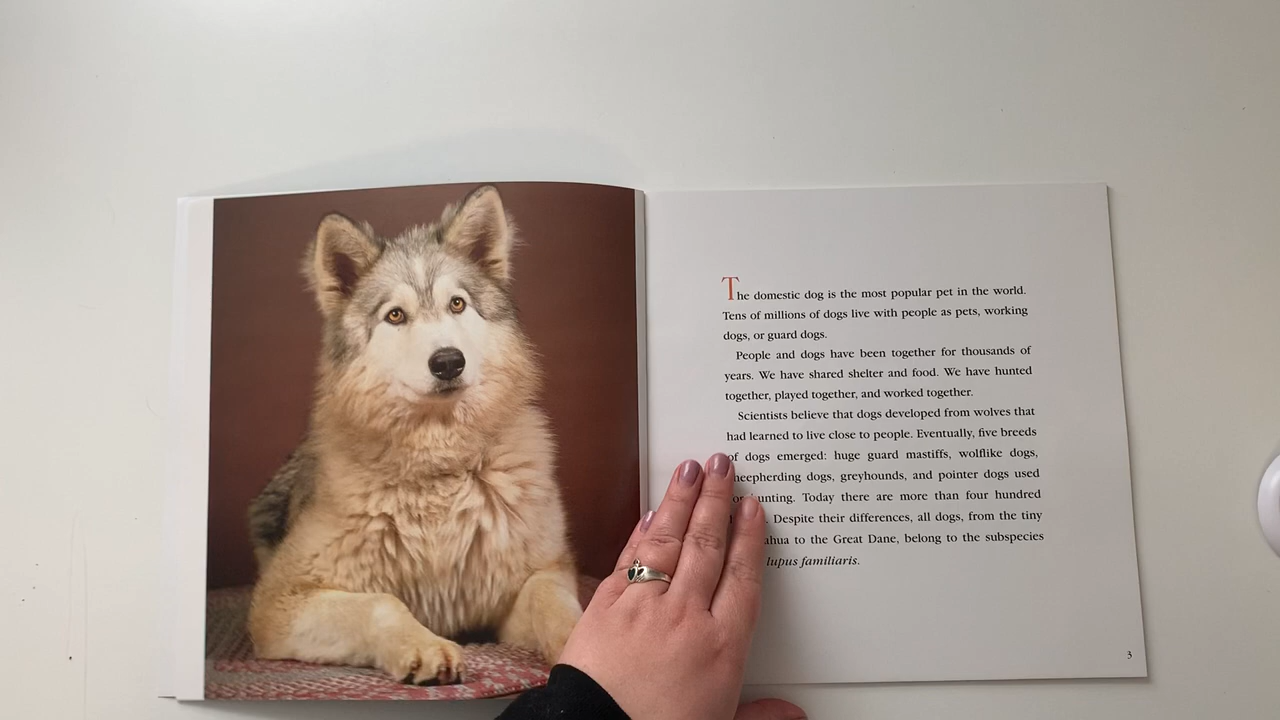 The domestic dog is the most popular pet in the world.
Tens of millions of dogs live with people as pets, working
dogs, or guard dogs.
People and dogs have been together for thousands of
years. We have shared shelter and food. We have hunted
together, played together, and worked together.
Scientists believe that dogs developed from wolves that
had learned to live close to people. Eventually, five breeds
of dogs emerged: huge guard mastiffs, wolflike dogs,
heepherding dogs, greyhounds, and pointer dogs used
unting. Today there are more than four hundred
. Despite their differences, all dogs, from the tiny
ahua to the Great Dane, belong to the subspecies
lupus familiaris.
3